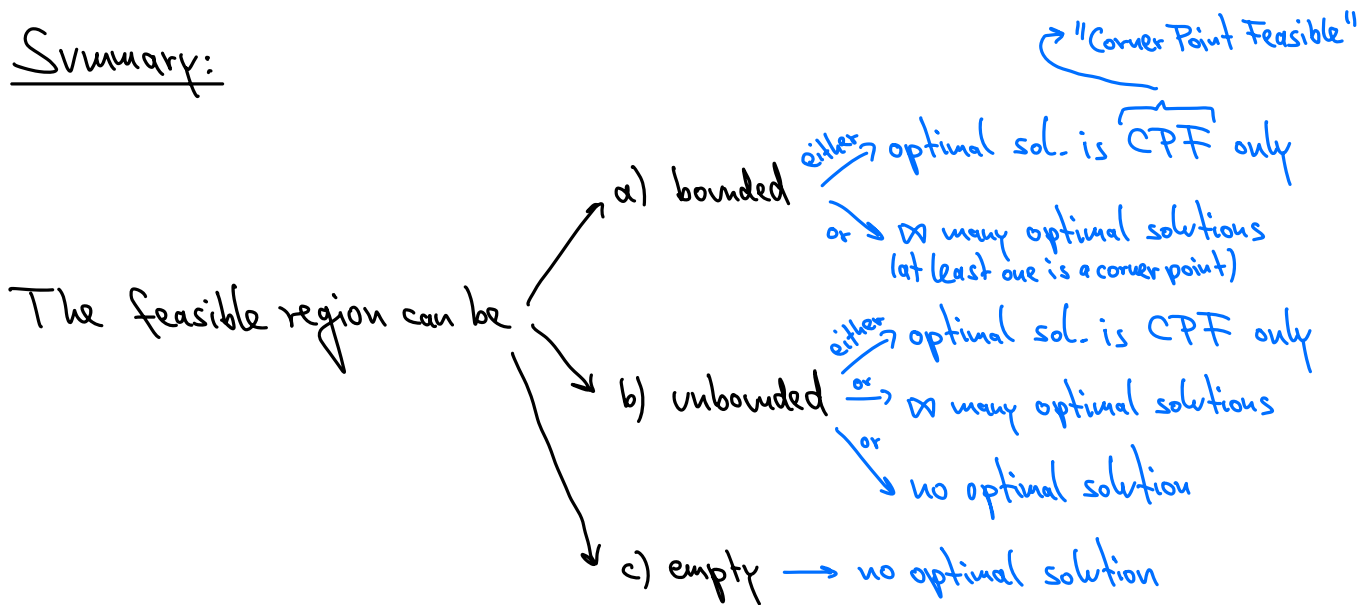 Summary:
"Corner Point Feasible"
The feasible region can be
a) bounded
either
optimal sol. is CPF only
or
∞ many optimal solutions
(at least one is a corner point)
b) unbounded
either
optimal sol. is CPF only
or
∞ many optimal solutions
or
no optimal solution
c) empty
no optimal solution